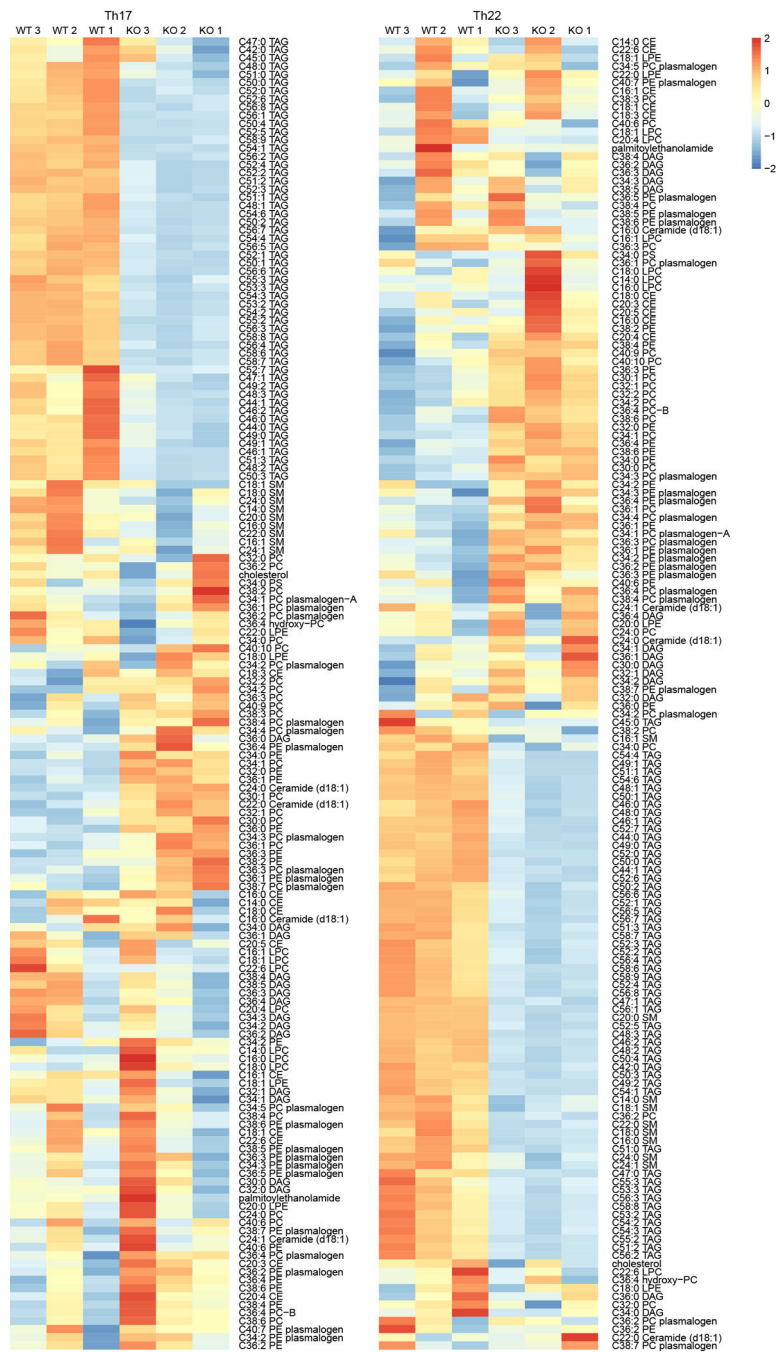 Th17
WT 3 WT 2 WT 1 KO 3 KO 2 KO 1
C47:0 TAG
C42:0 TAG
C45:0 TAG
C48:0 TAG
C51:0 TAG
C50:0 TAG
C52:0 TAG
C52:6 TAG
C56:8 TAG
C56:1 TAG
C50:4 TAG
C52:5 TAG
C58:9 TAG
C54:1 TAG
C56:2 TAG
C52:4 TAG
C52:2 TAG
C51:2 TAG
C52:3 TAG
C51:1 TAG
C48:1 TAG
C54:6 TAG
C50:2 TAG
C56:7 TAG
C54:4 TAG
C56:5 TAG
C52:1 TAG
C50:1 TAG
C56:6 TAG
C55:3 TAG
C53:3 TAG
C54:3 TAG
C53:2 TAG
C54:2 TAG
C55:2 TAG
C56:3 TAG
C58:8 TAG
C56:4 TAG
C58:6 TAG
C58:7 TAG
C52:7 TAG
C47:1 TAG
C49:2 TAG
C48:3 TAG
C44:1 TAG
C46:2 TAG
C46:0 TAG
C44:0 TAG
C49:0 TAG
C49:1 TAG
C46:1 TAG
C51:3 TAG
C48:2 TAG
C50:3 TAG
C18:1 SM
C18:0 SM
C24:0 SM
C14:0 SM
C20:0 SM
C16:0 SM
C22:0 SM
C16:1 SM
C24:1 SM
C32:0 PC
C36:2 PC
cholesterol
C34:0 PS
C38:2 PC
C34:1 PC plasmalogen−A
C36:1 PC plasmalogen
C36:2 PC plasmalogen
C36:4 hydroxy−PC
C22:0 LPE
C34:0 PC
C40:10 PC
C18:0 LPE
C34:2 PC plasmalogen
C18:3 CE
C32:2 PC
C34:2 PC
C36:3 PC
C40:9 PC
C38:3 PC
C38:4 PC plasmalogen
C34:4 PC plasmalogen
C36:0 DAG
C36:4 PE plasmalogen
C34:0 PE
C34:1 PC
C32:0 PE
C36:1 PE
C24:0 Ceramide (d18:1)
C30:1 PC
C22:0 Ceramide (d18:1)
C32:1 PC
C30:0 PC
C36:0 PE
C34:3 PC plasmalogen
C36:1 PC
C36:3 PE
C38:2 PE
C36:3 PC plasmalogen
C36:1 PE plasmalogen
C38:7 PC plasmalogen
C16:0 CE
C14:0 CE
C18:0 CE
C16:0 Ceramide (d18:1)
C34:0 DAG
C36:1 DAG
C20:5 CE
C16:1 LPC
C18:1 LPC
C22:6 LPC
C38:4 DAG
C38:5 DAG
C36:3 DAG
C36:4 DAG
C20:4 LPC
C34:3 DAG
C34:2 DAG
C36:2 DAG
C34:2 PE
C14:0 LPC
C16:0 LPC
C18:0 LPC
C16:1 CE
C18:1 LPE
C32:1 DAG
C34:1 DAG
C34:5 PC plasmalogen
C38:4 PC
C38:6 PE plasmalogen
C18:1 CE
C22:6 CE
C38:5 PE plasmalogen
C36:3 PE plasmalogen
C34:3 PE plasmalogen
C36:5 PE plasmalogen
C30:0 DAG
C32:0 DAG
palmitoylethanolamide
C20:0 LPE
C24:0 PC
C40:6 PC
C38:7 PE plasmalogen
C24:1 Ceramide (d18:1)
C40:6 PE
C36:4 PC plasmalogen
C20:3 CE
C36:2 PE plasmalogen
C36:4 PE
C38:6 PE
C20:4 CE
C38:4 PE
C36:4 PC−B
C38:6 PC
C40:7 PE plasmalogen
C34:2 PE plasmalogen
C36:2 PE
Th22
WT 3 WT 2 WT 1 KO 3 KO 2 KO 1
C14:0 CE
C22:6 CE
C18:1 LPE
C34:5 PC plasmalogen
C22:0 LPE
C40:7 PE plasmalogen
C16:1 CE
C38:3 PC
C18:1 CE
C18:3 CE
C40:6 PC
C18:1 LPC
C20:4 LPC
palmitoylethanolamide
C38:4 DAG
C36:2 DAG
C36:3 DAG
C34:3 DAG
C38:5 DAG
C36:5 PE plasmalogen
C38:4 PC
C38:5 PE plasmalogen
C38:6 PE plasmalogen
C16:0 Ceramide (d18:1)
C16:1 LPC
C36:3 PC
C34:0 PS
C36:1 PC plasmalogen
C18:0 LPC
C14:0 LPC
C16:0 LPC
C18:0 CE
C20:3 CE
C20:5 CE
C16:0 CE
C38:2 PE
C20:4 CE
C38:4 PE
C40:9 PC
C40:10 PC
C36:3 PE
C30:1 PC
C32:1 PC
C32:2 PC
C34:2 PC
C36:4 PC−B
C38:6 PC
C32:0 PE
C34:1 PC
C36:4 PE
C38:6 PE
C34:0 PE
C30:0 PC
C34:3 PC plasmalogen
C34:2 PE
C34:3 PE plasmalogen
C36:4 PE plasmalogen
C36:1 PC
C34:4 PC plasmalogen
C36:1 PE
C34:1 PC plasmalogen−A
C36:3 PC plasmalogen
C36:1 PE plasmalogen
C34:2 PE plasmalogen
C36:2 PE plasmalogen
C36:3 PE plasmalogen
C40:6 PE
C36:4 PC plasmalogen
C38:4 PC plasmalogen
C24:1 Ceramide (d18:1)
C36:4 DAG
C20:0 LPE
C24:0 PC
C24:0 Ceramide (d18:1)
C34:1 DAG
C36:1 DAG
C30:0 DAG
C32:1 DAG
C34:2 DAG
C38:7 PE plasmalogen
C32:0 DAG
C36:0 PE
C34:2 PC plasmalogen
C45:0 TAG
C38:2 PC
C16:1 SM
C34:0 PC
C54:4 TAG
C49:1 TAG
C51:1 TAG
C54:6 TAG
C48:1 TAG
C50:1 TAG
C46:0 TAG
C48:0 TAG
C46:1 TAG
C52:7 TAG
C44:0 TAG
C49:0 TAG
C52:0 TAG
C50:0 TAG
C44:1 TAG
C52:6 TAG
C50:2 TAG
C56:6 TAG
C52:1 TAG
C56:5 TAG
C56:7 TAG
C51:3 TAG
C58:7 TAG
C52:3 TAG
C52:2 TAG
C56:4 TAG
C58:6 TAG
C58:9 TAG
C52:4 TAG
C56:8 TAG
C47:1 TAG
C56:1 TAG
C20:0 SM
C52:5 TAG
C48:3 TAG
C46:2 TAG
C48:2 TAG
C50:4 TAG
C42:0 TAG
C50:3 TAG
C49:2 TAG
C54:1 TAG
C14:0 SM
C18:1 SM
C36:2 PC
C22:0 SM
C18:0 SM
C16:0 SM
C51:0 TAG
C24:0 SM
C24:1 SM
C47:0 TAG
C55:3 TAG
C53:3 TAG
C56:3 TAG
C58:8 TAG
C53:2 TAG
C54:2 TAG
C54:3 TAG
C55:2 TAG
C51:2 TAG
C56:2 TAG
cholesterol
C22:6 LPC
C36:4 hydroxy−PC
C18:0 LPE
C36:0 DAG
C32:0 PC
C34:0 DAG
C36:2 PC plasmalogen
C36:2 PE
C22:0 Ceramide (d18:1)
C38:7 PC plasmalogen
2
1
0
−1
−2